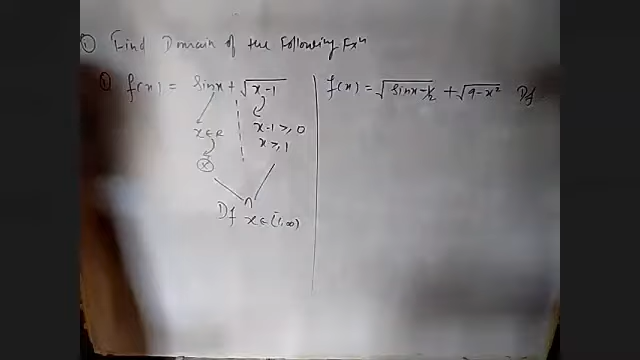 ① Find Domain of the Following Fxⁿ
① f(x) = sinx + √(x-1)
x∈R
x-1 ≥ 0
x ≥ 1
Df x∈[1,∞)
f(x) = √(sinx - 1/2) + √(9-x²) Df